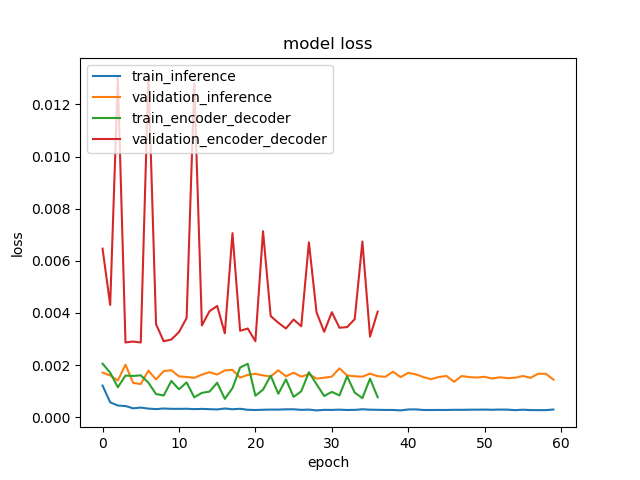 model loss
train_inference
validation_inference
train_encoder_decoder
validation_encoder_decoder
0.012
0.010
0.008
0.006
0.004
0.002
0.000
loss
0 10 20 30 40 50 60
epoch